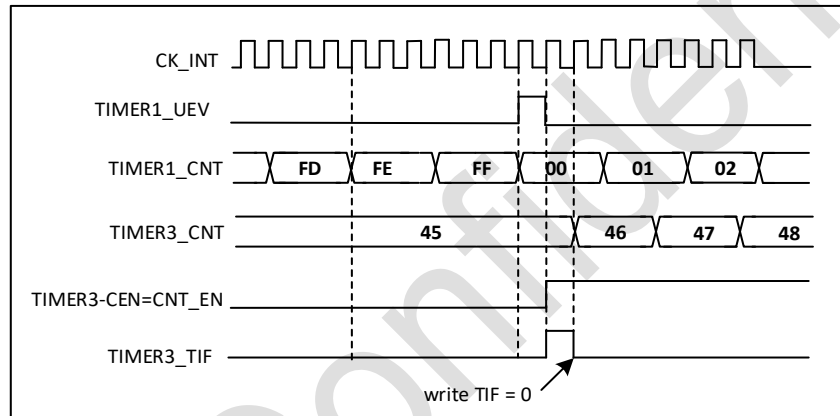 CK_INT
TIMER1_UEV
TIMER1_CNT FD FE FF 00 01 02
TIMER3_CNT 45 46 47 48
TIMER3-CEN=CNT_EN
TIMER3_TIF
write TIF = 0